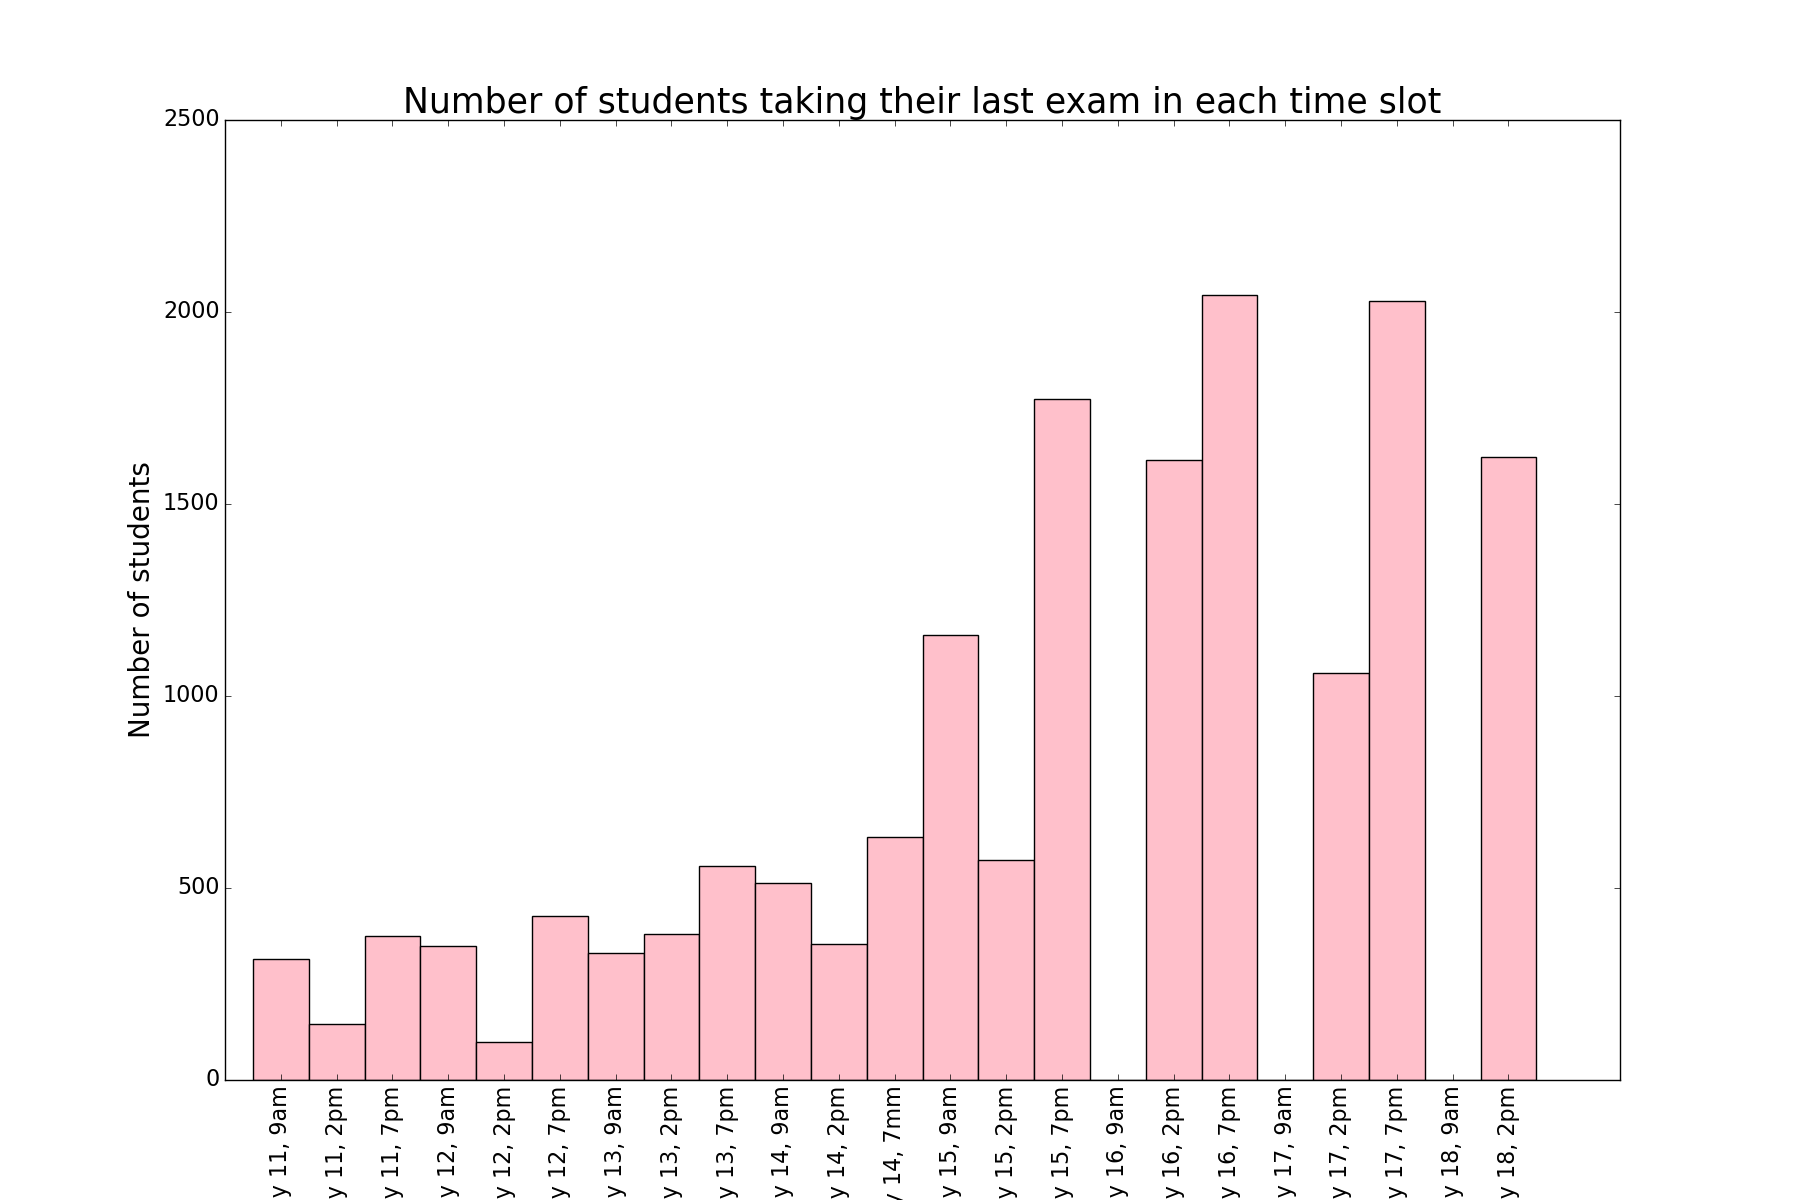 Number of students taking their last exam in each time slot
Number of students
2500
2000
1500
1000
500
0
y 11, 9am
y 11, 2pm
y 11, 7pm
y 12, 9am
y 12, 2pm
y 12, 7pm
y 13, 9am
y 13, 2pm
y 13, 7pm
y 14, 9am
y 14, 2pm
y 14, 7mm
y 15, 9am
y 15, 2pm
y 15, 7pm
y 16, 9am
y 16, 2pm
y 16, 7pm
y 17, 9am
y 17, 2pm
y 17, 7pm
y 18, 9am
y 18, 2pm